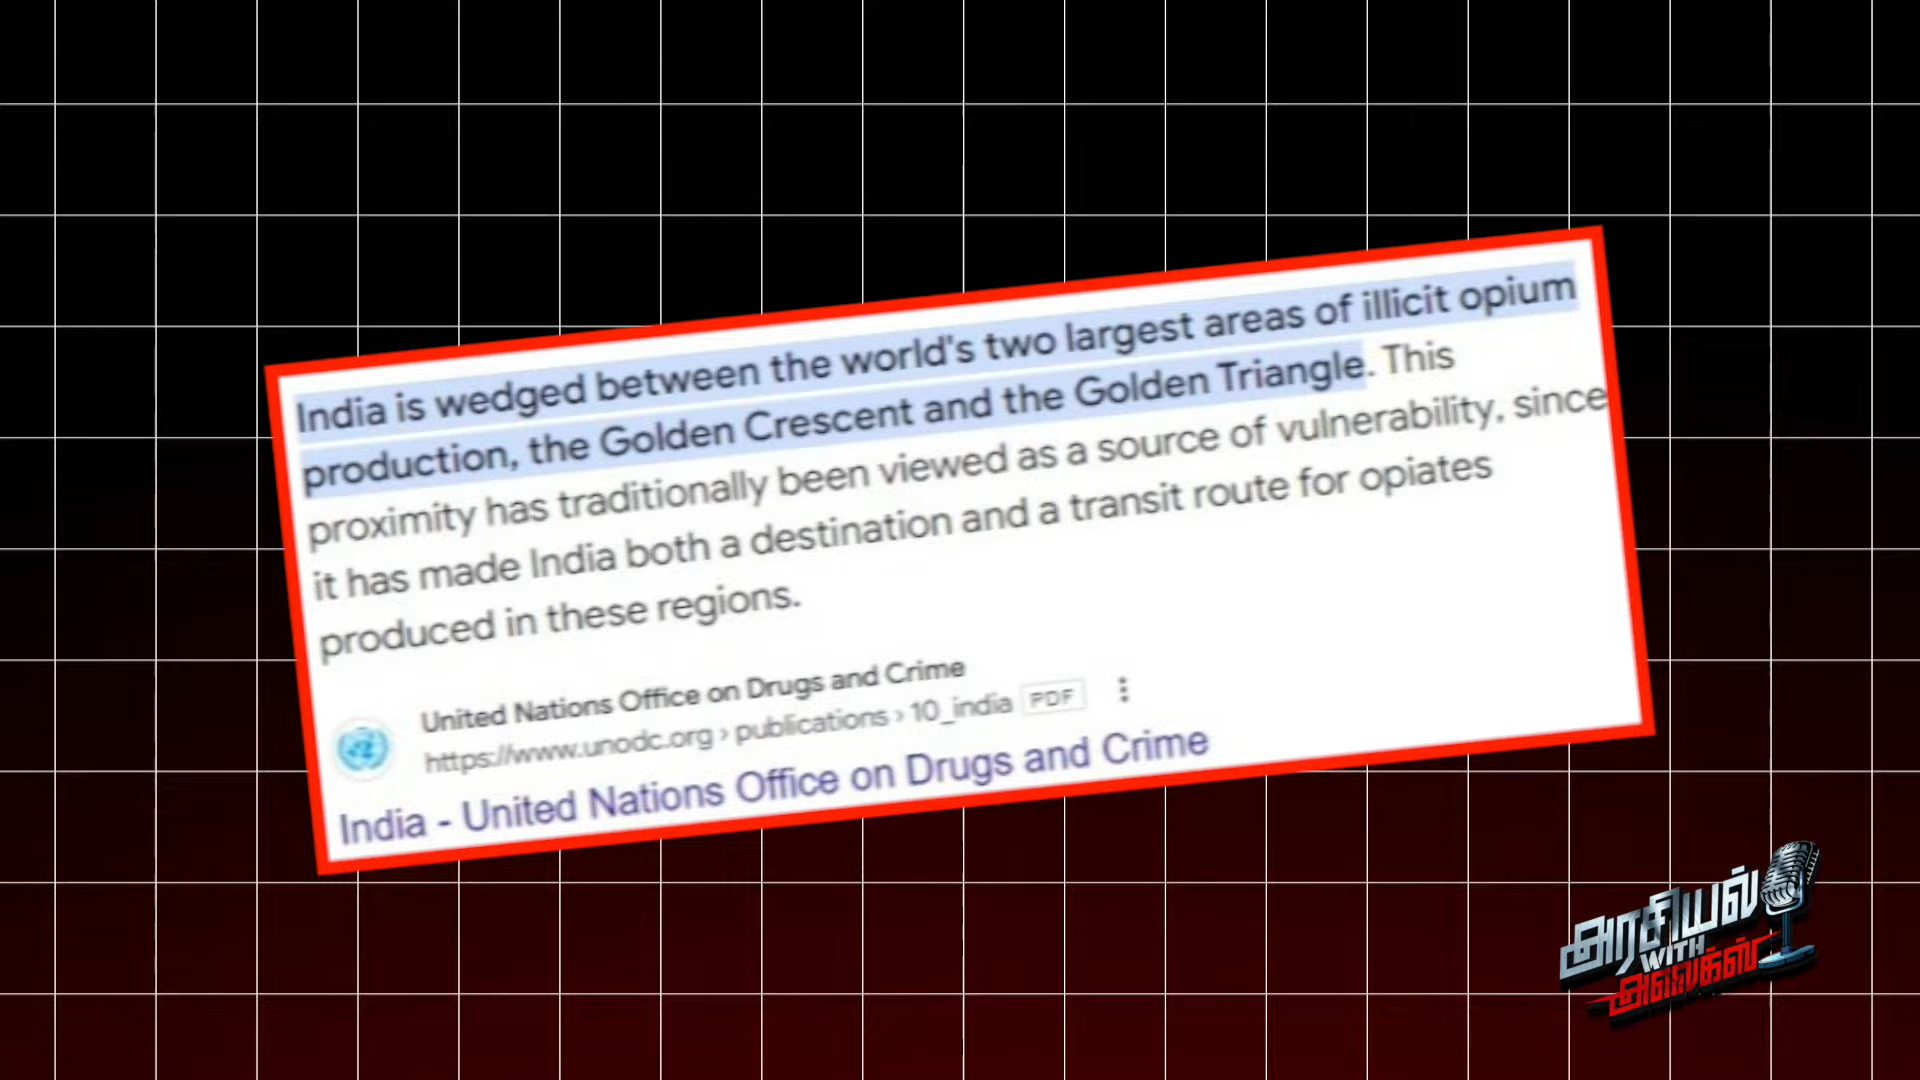 India is wedged between the world's two largest areas of illicit opium
production, the Golden Crescent and the Golden Triangle. This
proximity has traditionally been viewed as a source of vulnerability, since
it has made India both a destination and a transit route for opiates
produced in these regions.
United Nations Office on Drugs and Crime
https://www.unodc.org › publications › 10_india PDF
India - United Nations Office on Drugs and Crime
அரசியல்
WITH
அலெக்ஸ்